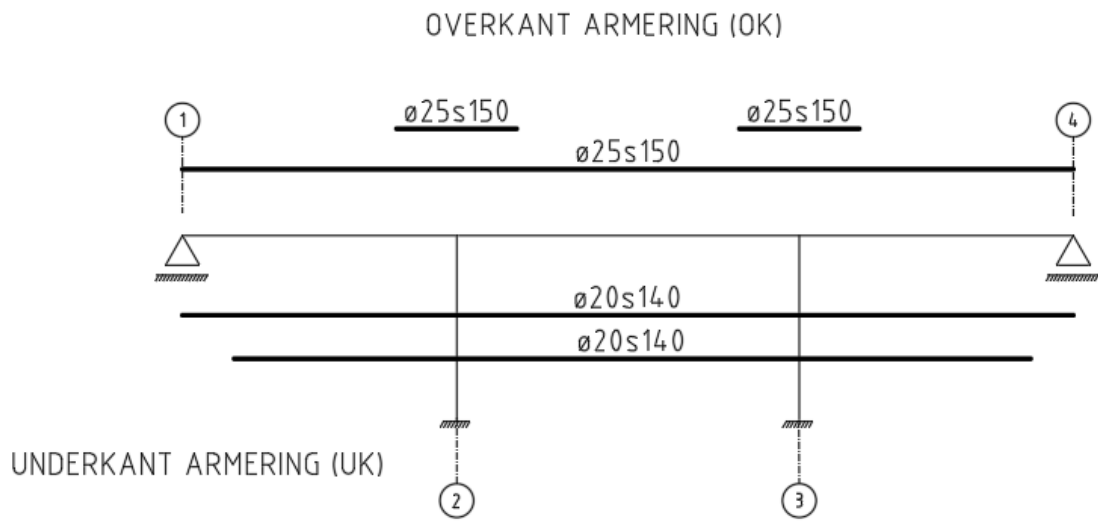 OVERKANT ARMERING (OK)
1
ø25s150
ø25s150
4
ø25s150
ø20s140
ø20s140
UNDERKANT ARMERING (UK)
2
3